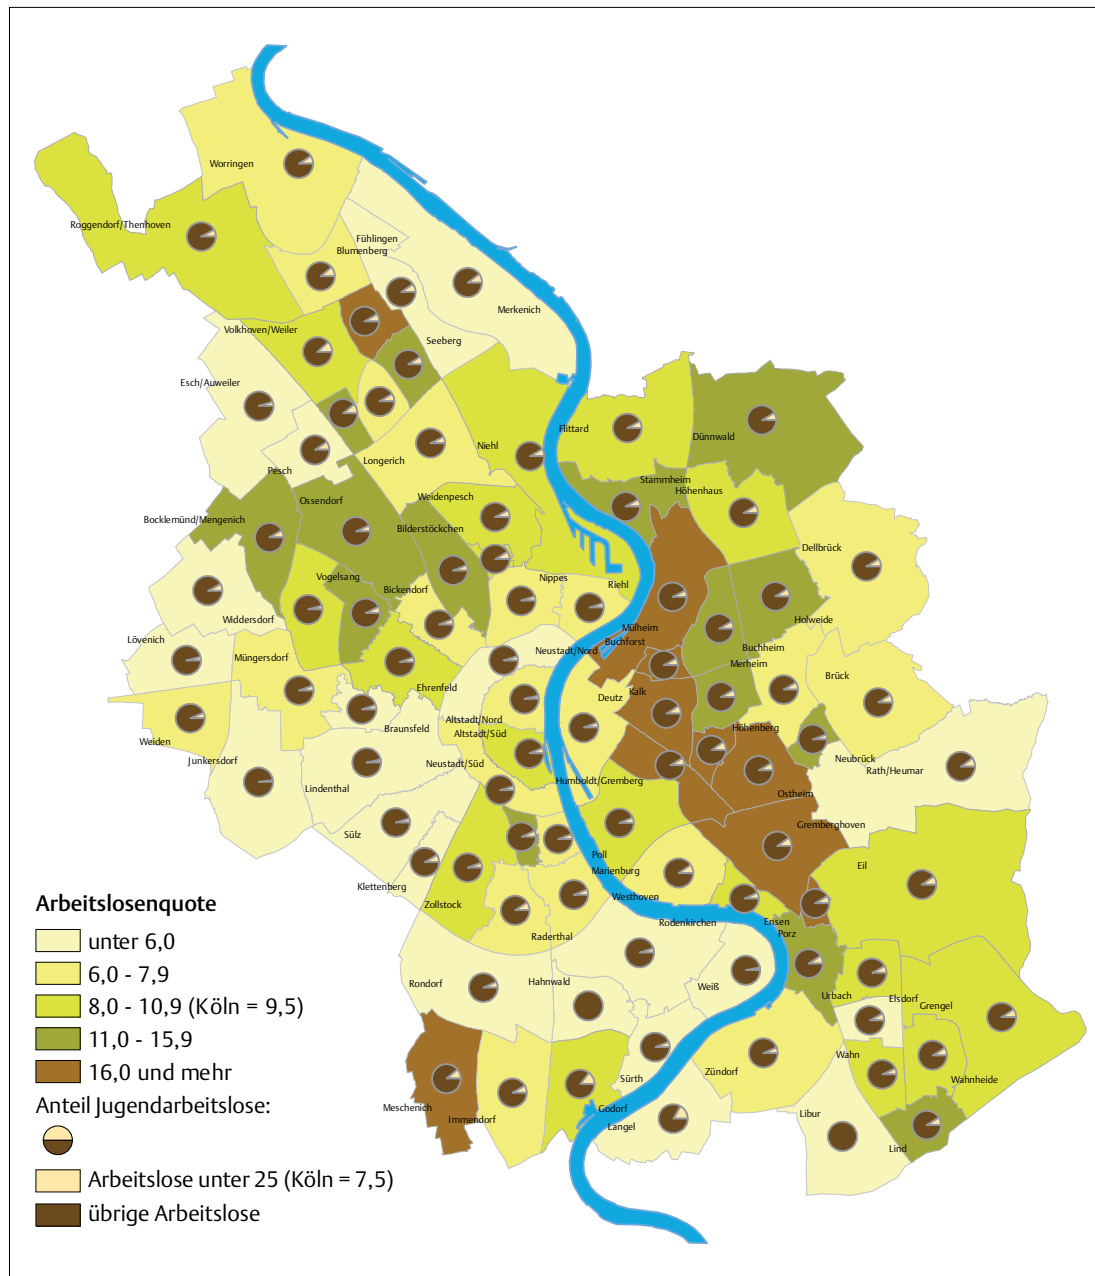 Worringen
Roggendorf/Thenhoven
Fühlingen
Blumenberg
Merkenich
Volkhoven/Weiler
Seeberg
Esch/Auweiler
Flittard
Dünnwald
Niehl
Longerich
Pesch
Stammheim
Höhenhaus
Weidenpesch
Ossendorf
Bocklemünd/Mengenich
Bilderstöckchen
Dellbrück
Vogelsang
Nippes
Riehl
Bickendorf
Holweide
Widdersdorf
Mülheim
Lövenich
Buchforst
Buchheim
Neustadt/Nord
Müngersdorf
Merheim
Brück
Ehrenfeld
Kalk
Deutz
Altstadt/Nord
Braunsfeld
Höhenberg
Altstadt/Süd
Weiden
Neubrück
Junkersdorf
Neustadt/Süd
Rath/Heumar
Humboldt/Gremberg
Lindenthal
Ostheim
Gremberghoven
Sülz
Poll
Eil
Marienburg
Klettenberg
Westhoven
Zollstock
Ensen
Rodenkirchen
Porz
Raderthal
Rondorf
Hahnwald
Weiß
Urbach
Elsdorf
Grengel
Wahn
Zündorf
Sürth
Wahnheide
Meschenich
Godorf
Immendorf
Langel
Libur
Lind
Arbeitslosenquote
unter 6,0
6,0 - 7,9
8,0 - 10,9 (Köln = 9,5)
11,0 - 15,9
16,0 und mehr
Anteil Jugendarbeitslose:
Arbeitslose unter 25 (Köln = 7,5)
übrige Arbeitslose